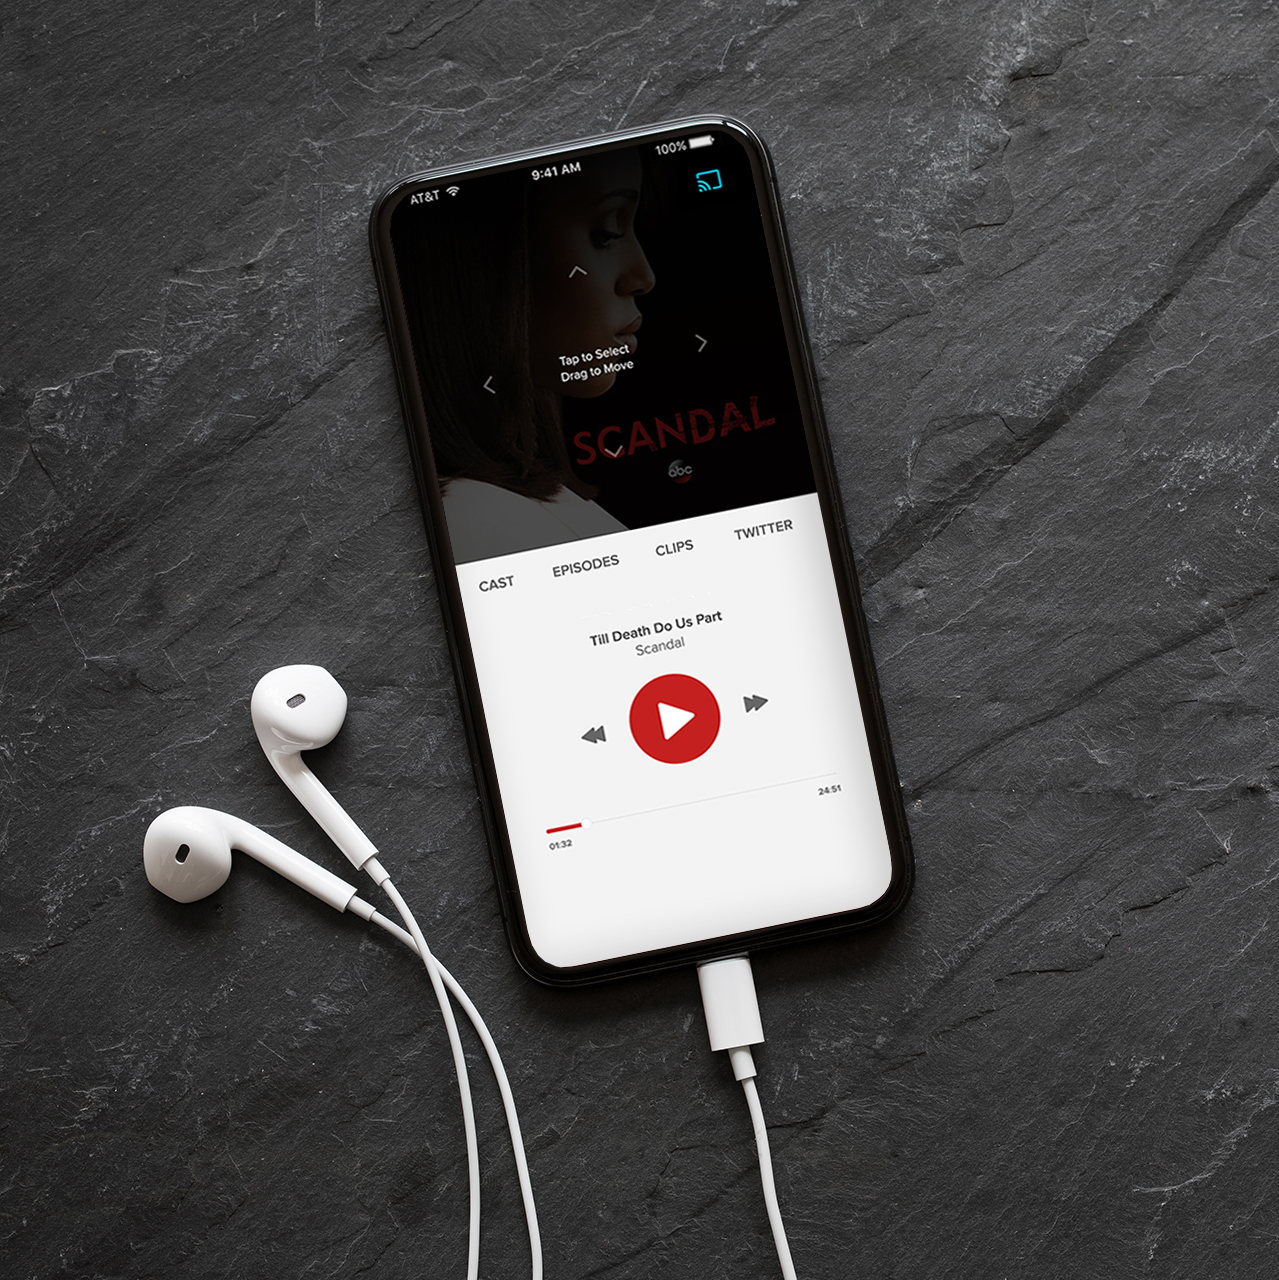 AT&T
9:41 AM
100%
Tap to Select
Drag to Move
SCANDAL
abc
CAST
EPISODES
CLIPS
TWITTER
Till Death Do Us Part
Scandal
01:32
24:51